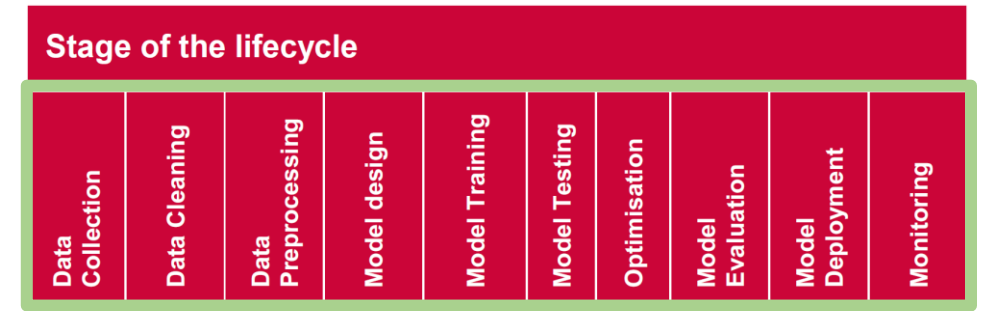 Stage of the lifecycle
Data
Collection
Data Cleaning
Data
Preprocessing
Model design
Model Training
Model Testing
Optimisation
Model
Evaluation
Model
Deployment
Monitoring